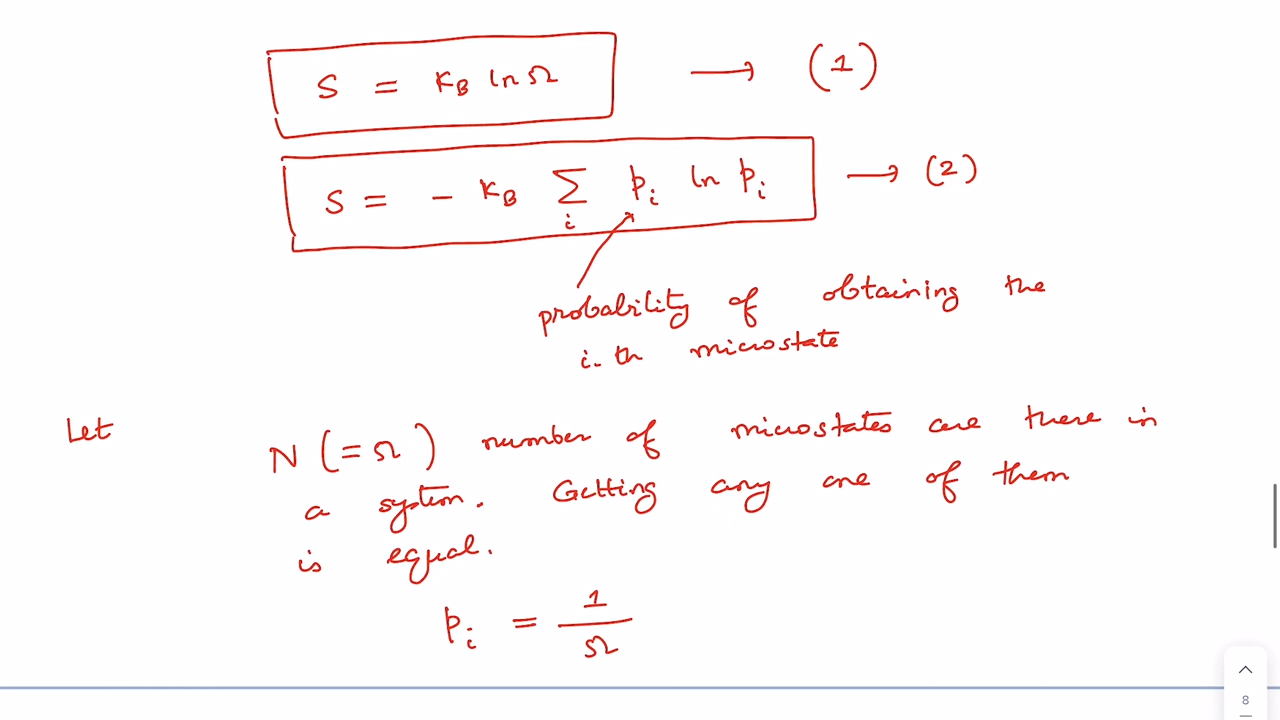 S = K_B ln Ω ⟶ (1)
S = - K_B ∑_i p_i ln p_i ⟶ (2)
probability of obtaining the
i-th microstate
Let
N (= Ω) number of microstates are there in
a system. Getting any one of them
is equal.
p_i = 1/Ω
8